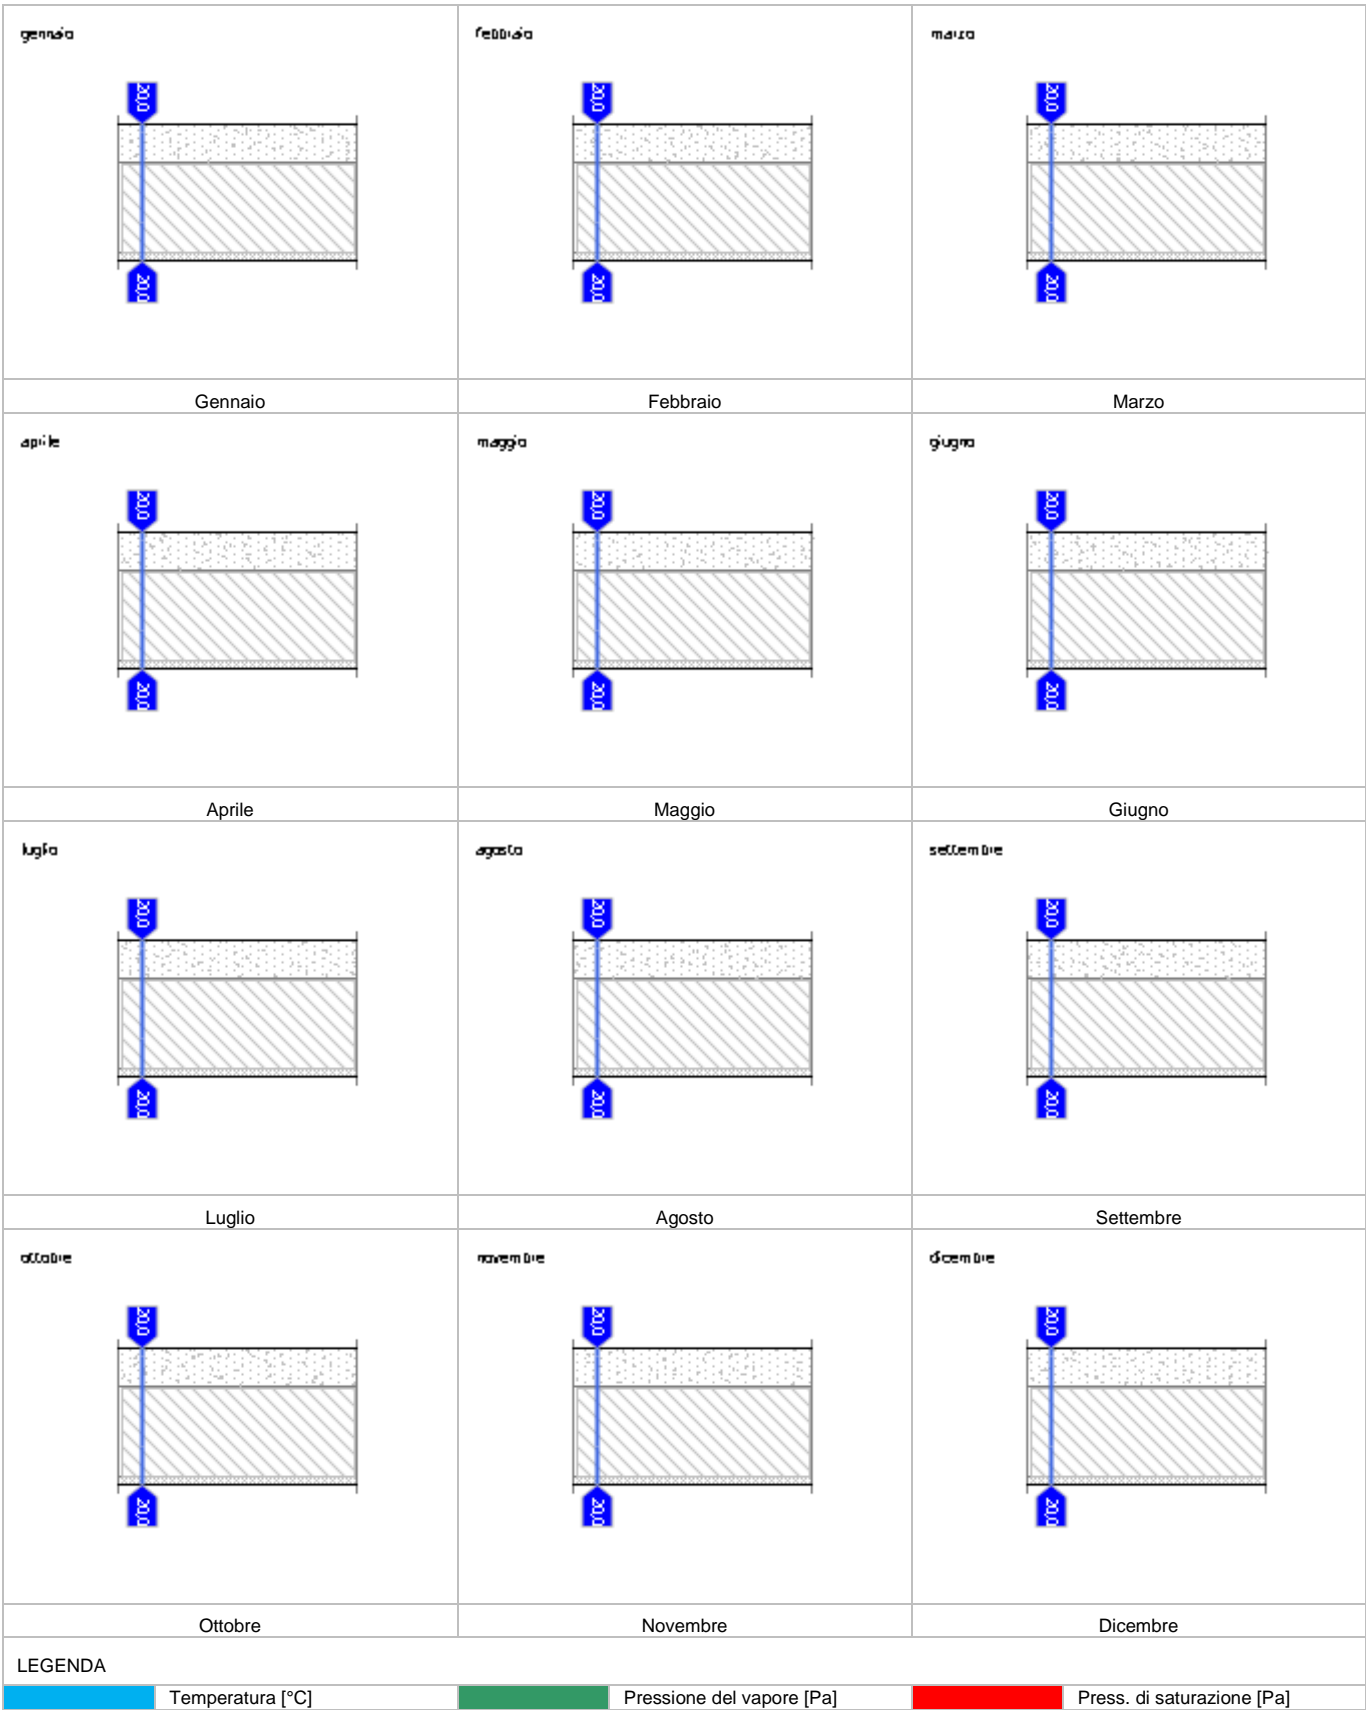 gennaio febbraio marzo
20,0 20,0 20,0
20,0 20,0 20,0
Gennaio Febbraio Marzo
aprile maggio giugno
20,0 20,0 20,0
20,0 20,0 20,0
Aprile Maggio Giugno
luglio agosto settembre
20,0 20,0 20,0
20,0 20,0 20,0
Luglio Agosto Settembre
ottobre novembre dicembre
20,0 20,0 20,0
20,0 20,0 20,0
Ottobre Novembre Dicembre
LEGENDA
Temperatura [°C] Pressione del vapore [Pa] Press. di saturazione [Pa]